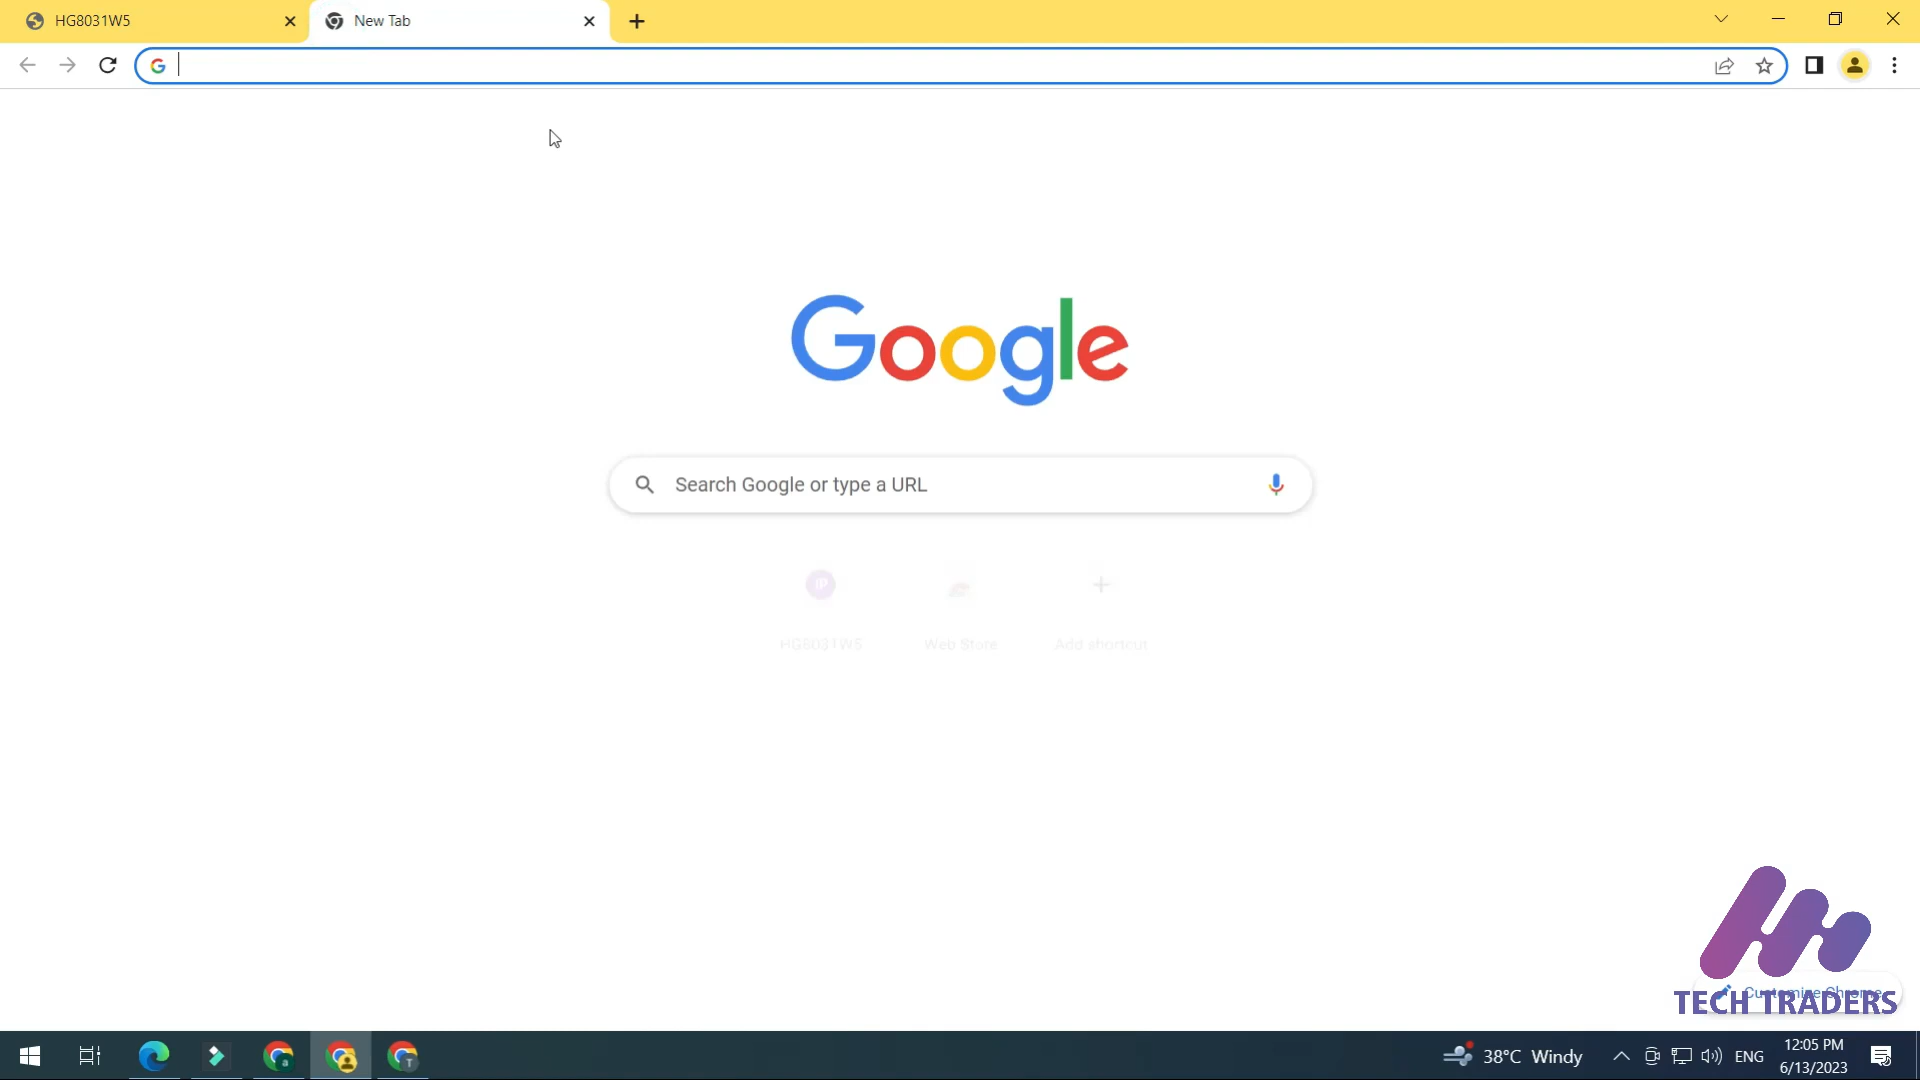 HG8031W5
New Tab
Google
Search Google or type a URL
HG8031W5
Web Store
Add shortcut
Customize Chrome
TECH TRADERS
38°C Windy
ENG
12:05 PM
6/13/2023